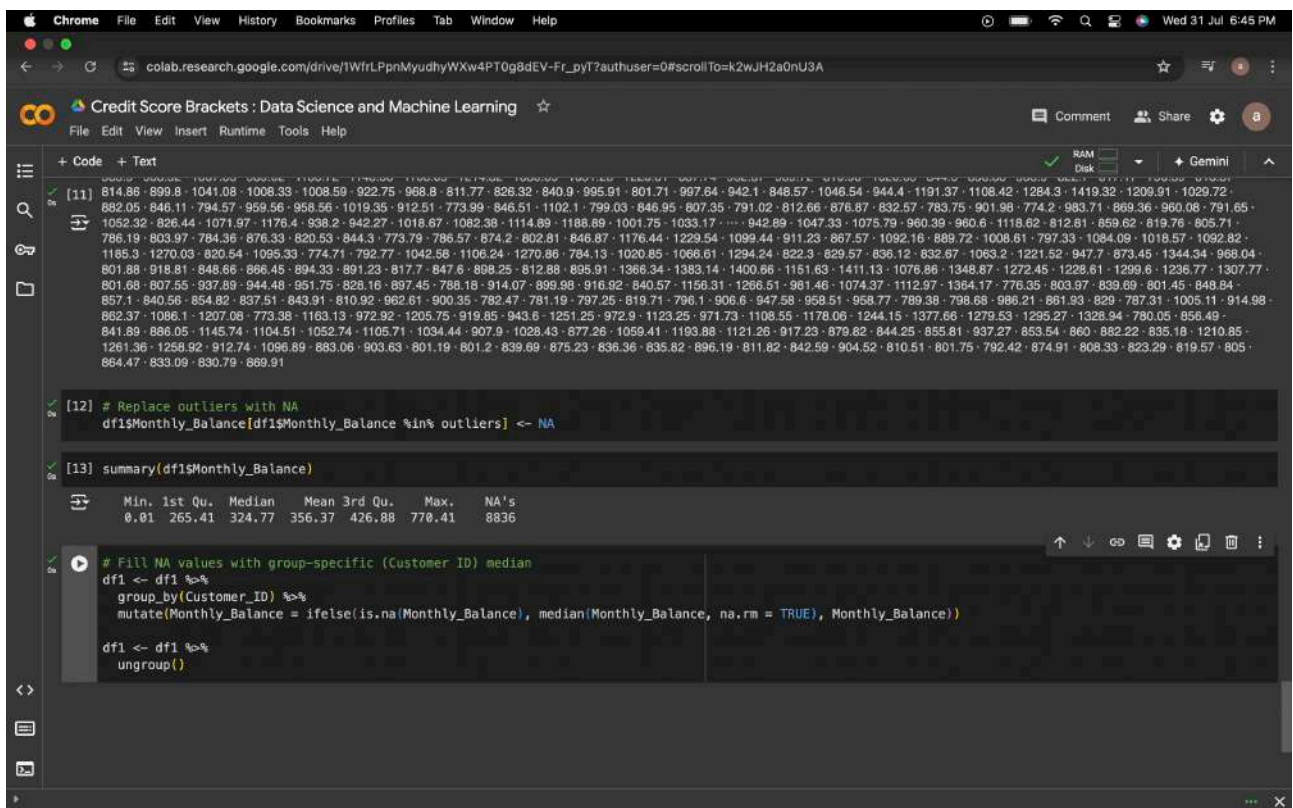 Chrome File Edit View History Bookmarks Profiles Tab Window Help Wed 31 Jul 6:45 PM
colab.research.google.com/drive/1WfrLPpnMyudhyWXw4PT0g8dEV-Fr_pyT?authuser=0#scrollTo=k2wJH2a0nU3A
Credit Score Brackets : Data Science and Machine Learning
Comment Share a
File Edit View Insert Runtime Tools Help
+ Code + Text RAM Disk Gemini
[11] 814.86 · 899.8 · 1041.08 · 1008.33 · 1008.59 · 922.75 · 968.8 · 811.77 · 826.32 · 840.9 · 995.91 · 801.71 · 997.64 · 942.1 · 848.57 · 1046.54 · 944.4 · 1191.37 · 1108.42 · 1284.3 · 1419.32 · 1209.91 · 1029.72 ·
882.05 · 846.11 · 794.57 · 959.56 · 958.56 · 1019.35 · 912.51 · 773.99 · 846.51 · 1102.1 · 799.03 · 846.95 · 807.35 · 791.02 · 812.66 · 876.87 · 832.57 · 783.75 · 901.98 · 774.2 · 983.71 · 869.36 · 960.08 · 791.65 ·
1052.32 · 826.44 · 1071.97 · 1176.4 · 938.2 · 942.27 · 1018.67 · 1082.38 · 1114.89 · 1188.89 · 1001.75 · 1033.17 · ⋯ · 942.89 · 1047.33 · 1075.79 · 960.39 · 960.6 · 1118.62 · 812.81 · 859.62 · 819.76 · 805.71 ·
786.19 · 803.97 · 784.36 · 876.33 · 820.53 · 844.3 · 773.79 · 786.57 · 874.2 · 802.81 · 846.87 · 1176.44 · 1229.54 · 1099.44 · 911.23 · 867.57 · 1092.16 · 889.72 · 1008.61 · 797.33 · 1084.09 · 1018.57 · 1092.82 ·
1185.3 · 1270.03 · 820.54 · 1095.33 · 774.71 · 792.77 · 1042.58 · 1106.24 · 1270.86 · 784.13 · 1020.85 · 1066.61 · 1294.24 · 822.3 · 829.57 · 836.12 · 832.67 · 1063.2 · 1221.52 · 947.7 · 873.45 · 1344.34 · 968.04 ·
801.88 · 918.81 · 848.66 · 866.45 · 894.33 · 891.23 · 817.7 · 847.6 · 898.25 · 812.88 · 895.91 · 1366.34 · 1383.14 · 1400.66 · 1151.63 · 1411.13 · 1076.86 · 1348.87 · 1272.45 · 1228.61 · 1299.6 · 1236.77 · 1307.77 ·
801.68 · 807.55 · 937.89 · 944.48 · 951.75 · 828.16 · 897.45 · 788.18 · 914.07 · 899.98 · 916.92 · 840.57 · 1156.31 · 1266.51 · 981.46 · 1074.37 · 1112.97 · 1364.17 · 776.35 · 803.97 · 839.69 · 801.45 · 848.84 ·
857.1 · 840.56 · 854.82 · 837.51 · 843.91 · 810.92 · 962.61 · 900.35 · 782.47 · 781.19 · 797.25 · 819.71 · 796.1 · 906.6 · 947.58 · 958.51 · 958.77 · 789.38 · 798.68 · 986.21 · 861.93 · 829 · 787.31 · 1005.11 · 914.98 ·
862.37 · 1086.1 · 1207.08 · 773.38 · 1163.13 · 972.92 · 1205.75 · 919.85 · 943.6 · 1251.25 · 972.9 · 1123.25 · 971.73 · 1108.55 · 1178.06 · 1244.15 · 1377.66 · 1279.53 · 1295.27 · 1328.94 · 780.05 · 856.49 ·
841.89 · 886.05 · 1145.74 · 1104.51 · 1052.74 · 1105.71 · 1034.44 · 907.9 · 1028.43 · 877.26 · 1059.41 · 1193.88 · 1121.26 · 917.23 · 879.82 · 844.25 · 855.81 · 937.27 · 853.54 · 860 · 882.22 · 835.18 · 1210.85 ·
1261.36 · 1258.92 · 912.74 · 1096.89 · 883.06 · 903.63 · 801.19 · 801.2 · 839.69 · 875.23 · 836.36 · 835.82 · 896.19 · 811.82 · 842.59 · 904.52 · 810.51 · 801.75 · 792.42 · 874.91 · 808.33 · 823.29 · 819.57 · 805 ·
864.47 · 833.09 · 830.79 · 869.91
[12] # Replace outliers with NA
df1$Monthly_Balance[df1$Monthly_Balance %in% outliers] <- NA
[13] summary(df1$Monthly_Balance)
Min. 1st Qu. Median Mean 3rd Qu. Max. NA's
0.01 265.41 324.77 356.37 426.88 770.41 8836
# Fill NA values with group-specific (Customer ID) median
df1 <- df1 %>%
group_by(Customer_ID) %>%
mutate(Monthly_Balance = ifelse(is.na(Monthly_Balance), median(Monthly_Balance, na.rm = TRUE), Monthly_Balance))
df1 <- df1 %>%
ungroup()